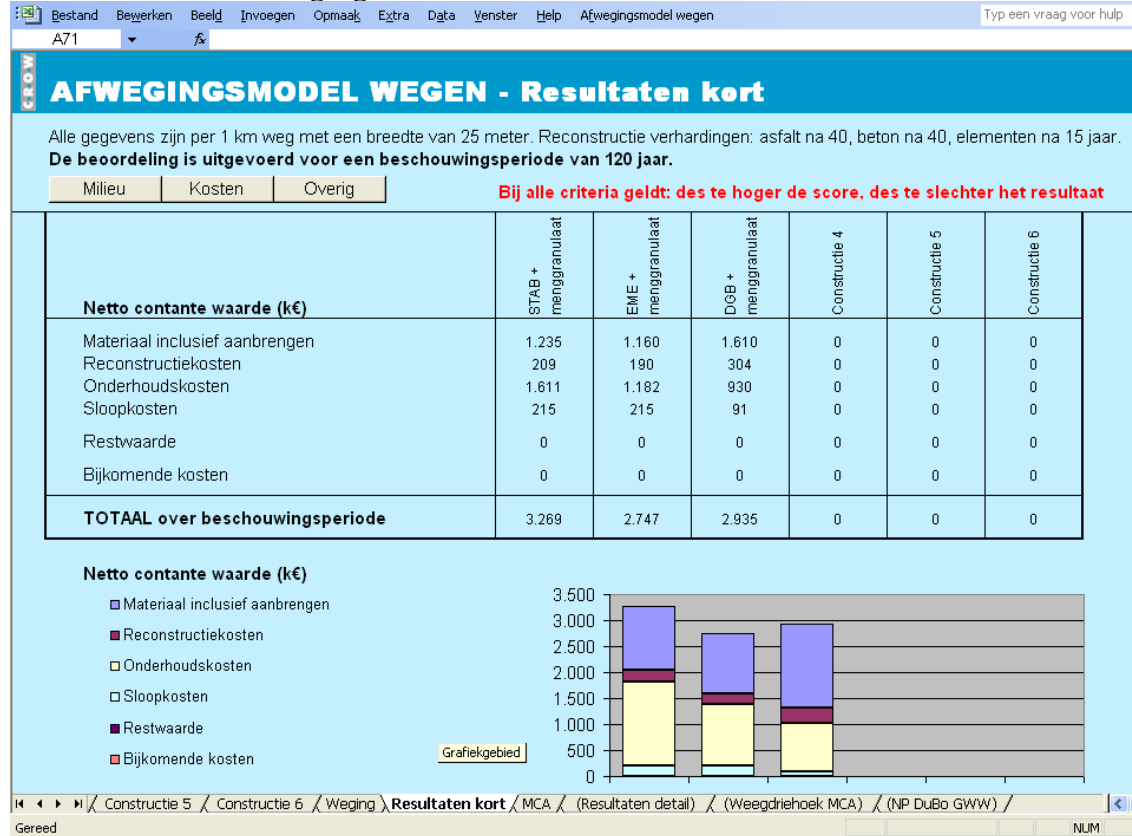 Bestand Bewerken Beeld Invoegen Opmaak Extra Data Venster Help Afwegingsmodel wegen Typ een vraag voor hulp
A71 fx
CROW
AFWEGINGSMODEL WEGEN - Resultaten kort
Alle gegevens zijn per 1 km weg met een breedte van 25 meter. Reconstructie verhardingen: asfalt na 40, beton na 40, elementen na 15 jaar.
De beoordeling is uitgevoerd voor een beschouwingsperiode van 120 jaar.
Milieu Kosten Overig Bij alle criteria geldt: des te hoger de score, des te slechter het resultaat
Netto contante waarde (k€)
STAB +
menggranulaat
EME +
menggranulaat
DGB +
menggranulaat
Constructie 4
Constructie 5
Constructie 6
Materiaal inclusief aanbrengen 1.235 1.160 1.610 0 0 0
Reconstructiekosten 209 190 304 0 0 0
Onderhoudskosten 1.611 1.182 930 0 0 0
Sloopkosten 215 215 91 0 0 0
Restwaarde 0 0 0 0 0 0
Bijkomende kosten 0 0 0 0 0 0
TOTAAL over beschouwingsperiode 3.269 2.747 2.935 0 0 0
Netto contante waarde (k€)
Materiaal inclusief aanbrengen
Reconstructiekosten
Onderhoudskosten
Sloopkosten
Restwaarde
Bijkomende kosten
Grafiekgebied
3.500
3.000
2.500
2.000
1.500
1.000
500
0
Constructie 5 Constructie 6 Weging Resultaten kort MCA (Resultaten detail) (Weegdriehoek MCA) (NP DuBo GWW)
Gereed NUM